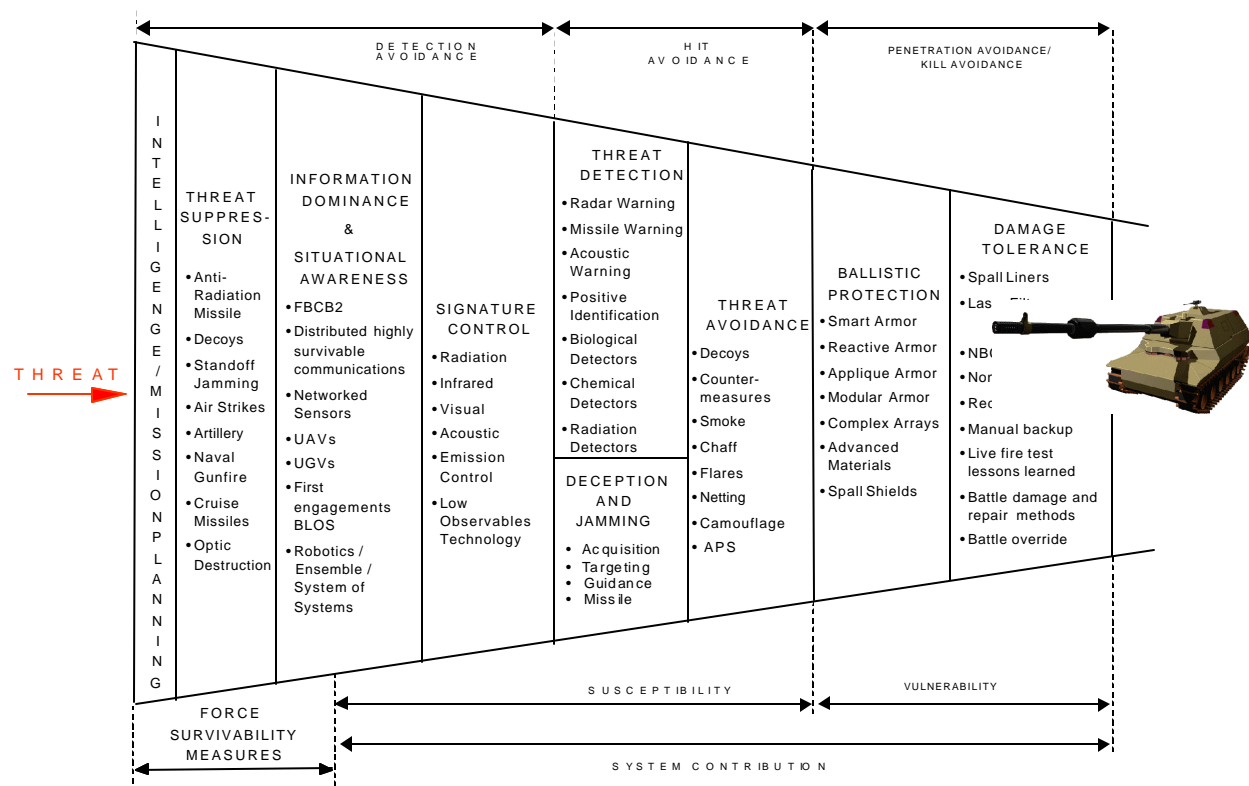 DETECTION
AVOIDANCE
HIT
AVOIDANCE
PENETRATION AVOIDANCE/
KILL AVOIDANCE
THREAT
INTELLIGENGE/MISSIONPLANNING
THREAT
SUPPRES-
SION
•Anti-
Radiation
Missile
•Decoys
•Standoff
Jamming
•Air Strikes
•Artillery
•Naval
Gunfire
•Cruise
Missiles
•Optic
Destruction
INFORMATION
DOMINANCE
&
SITUATIONAL
AWARENESS
•FBCB2
•Distributed highly
survivable
communications
•Networked
Sensors
•UAVs
•UGVs
•First
engagements
BLOS
•Robotics /
Ensemble /
System of
Systems
SIGNATURE
CONTROL
•Radiation
•Infrared
•Visual
•Acoustic
•Emission
Control
•Low
Observables
Technology
THREAT
DETECTION
•Radar Warning
•Missile Warning
•Acoustic
Warning
•Positive
Identification
•Biological
Detectors
•Chemical
Detectors
•Radiation
Detectors
DECEPTION
AND
JAMMING
• Acquisition
• Targeting
• Guidance
• Missile
THREAT
AVOIDANCE
•Decoys
•Counter-
measures
•Smoke
•Chaff
•Flares
•Netting
•Camouflage
• APS
BALLISTIC
PROTECTION
•Smart Armor
•Reactive Armor
•Applique Armor
•Modular Armor
•Complex Arrays
•Advanced
Materials
•Spall Shields
DAMAGE
TOLERANCE
•Spall Liners
•Manual backup
•Live fire test
lessons learned
•Battle damage and
repair methods
•Battle override
FORCE
SURVIVABILITY
MEASURES
SUSCEPTIBILITY
VULNERABILITY
SYSTEM CONTRIBUTION